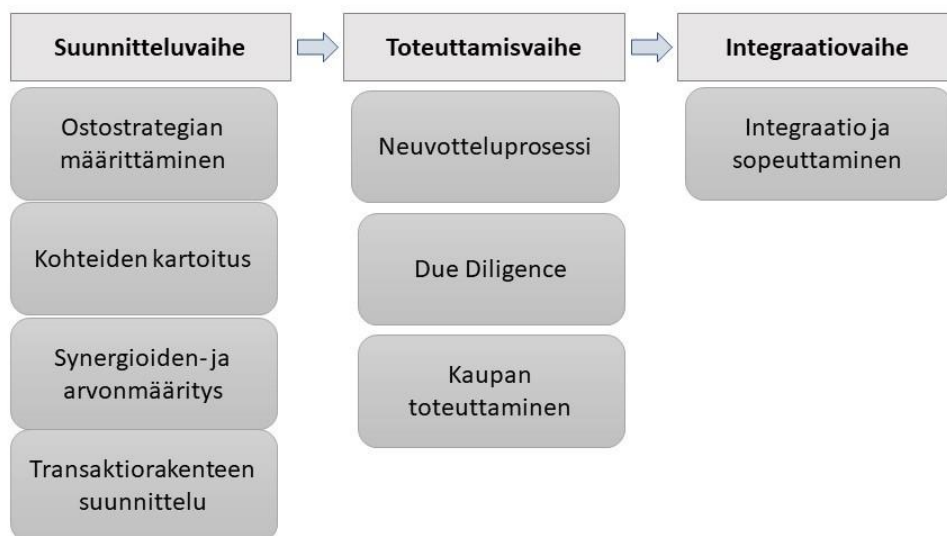 Suunnitteluvaihe
Ostostrategian
määrittäminen
Kohteiden kartoitus
Synergioiden- ja
arvonmääritys
Transaktiorakenteen
suunnittelu
Toteuttamisvaihe
Neuvotteluprosessi
Due Diligence
Kaupan
toteuttaminen
Integraatiovaihe
Integraatio ja
sopeuttaminen